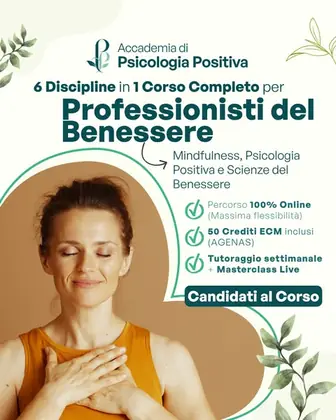 Accademia di
Psicologia Positiva
6 Discipline in 1 Corso Completo per
Professionisti del
Benessere
Mindfulness, Psicologia
Positiva e Scienze del
Benessere
Percorso 100% Online
(Massima flessibilità)
50 Crediti ECM inclusi
(AGENAS)
Tutoraggio settimanale
+ Masterclass Live
Candidati al Corso